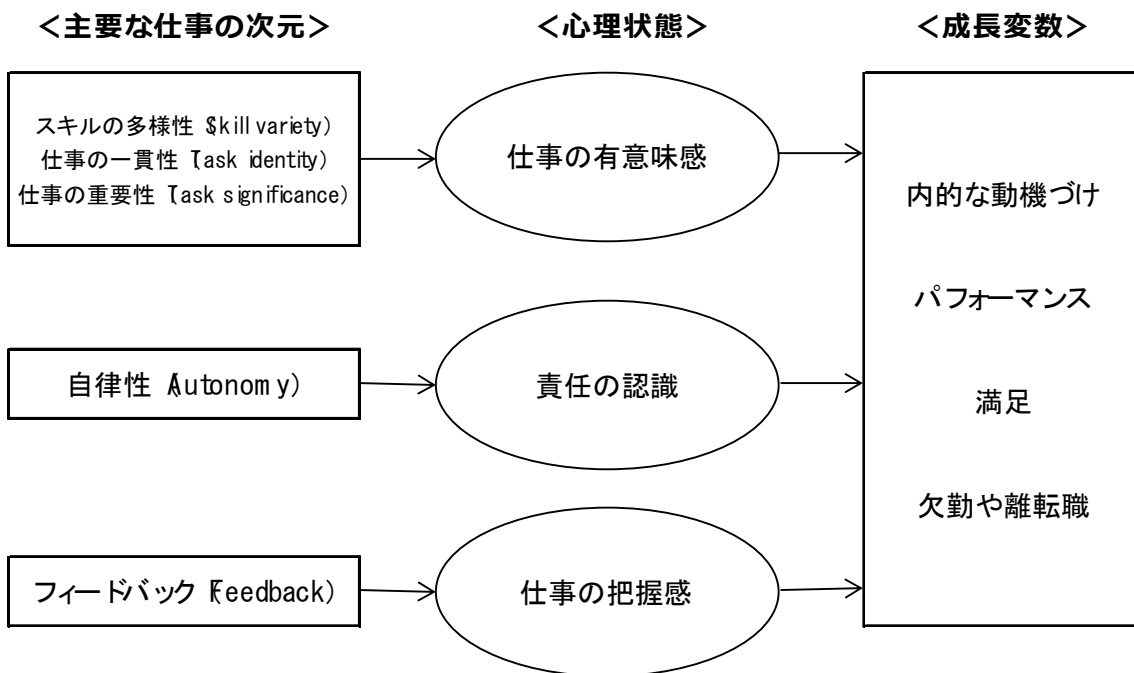 <主要な仕事の次元>
<心理状態>
<成長変数>
スキルの多様性 (Skill variety)
仕事の一貫性 (Task identity)
仕事の重要性 (Task significance)
仕事の有意味感
自律性 (Autonomy)
責任の認識
フィードバック (Feedback)
仕事の把握感
内的な動機づけ
パフォーマンス
満足
欠勤や離転職